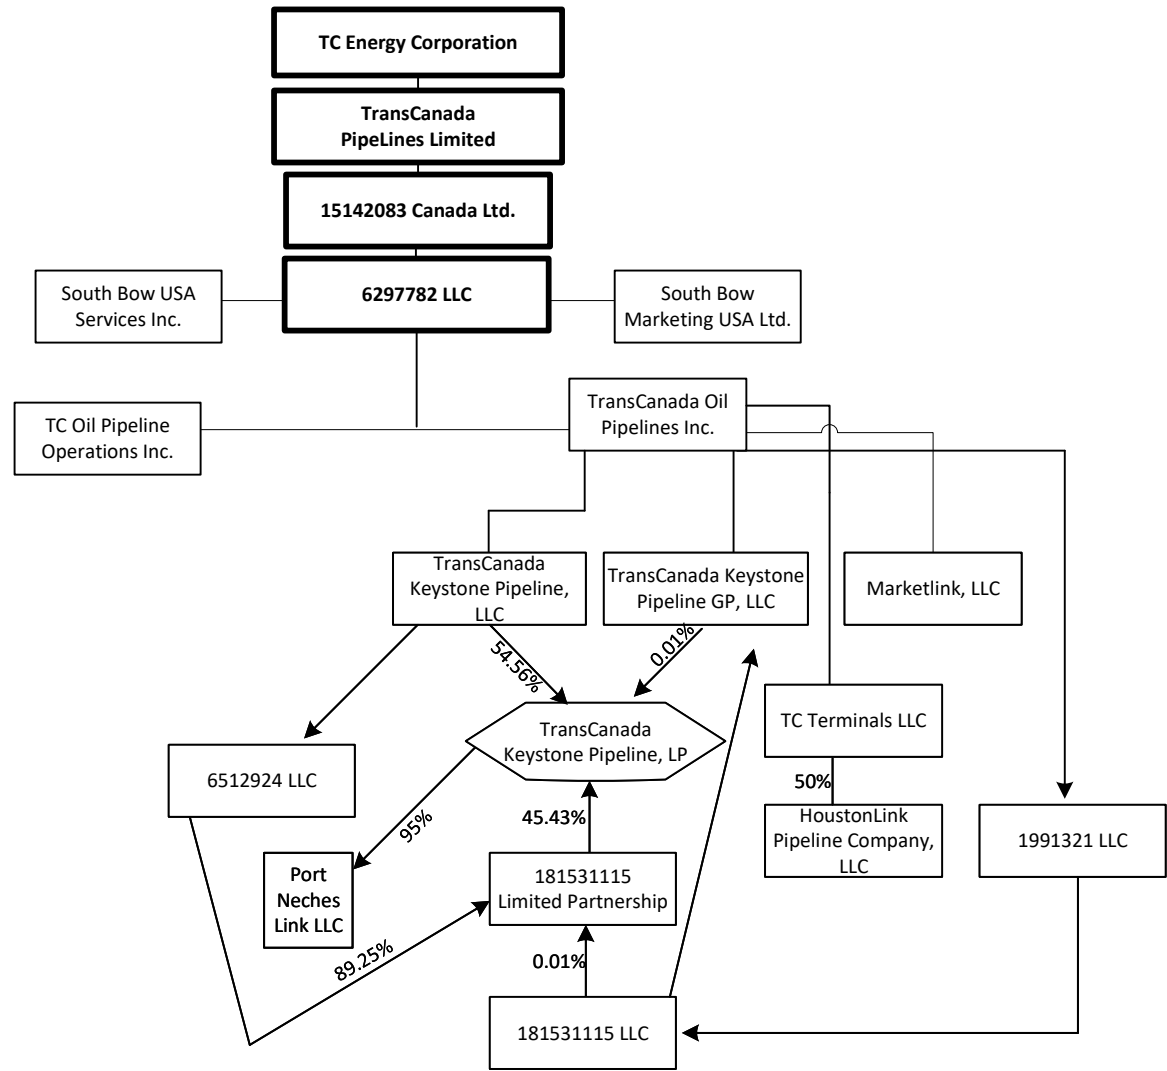 TC Energy Corporation
TransCanada
PipeLines Limited
15142083 Canada Ltd.
South Bow USA
Services Inc.
6297782 LLC
South Bow
Marketing USA Ltd.
TC Oil Pipeline
Operations Inc.
TransCanada Oil
Pipelines Inc.
TransCanada
Keystone Pipeline,
LLC
TransCanada Keystone
Pipeline GP, LLC
Marketlink, LLC
54.56%
0.01%
TransCanada
Keystone Pipeline, LP
TC Terminals LLC
6512924 LLC
50%
95%
45.43%
HoustonLink
Pipeline Company,
LLC
1991321 LLC
Port
Neches
Link LLC
181531115
Limited Partnership
89.25%
0.01%
181531115 LLC